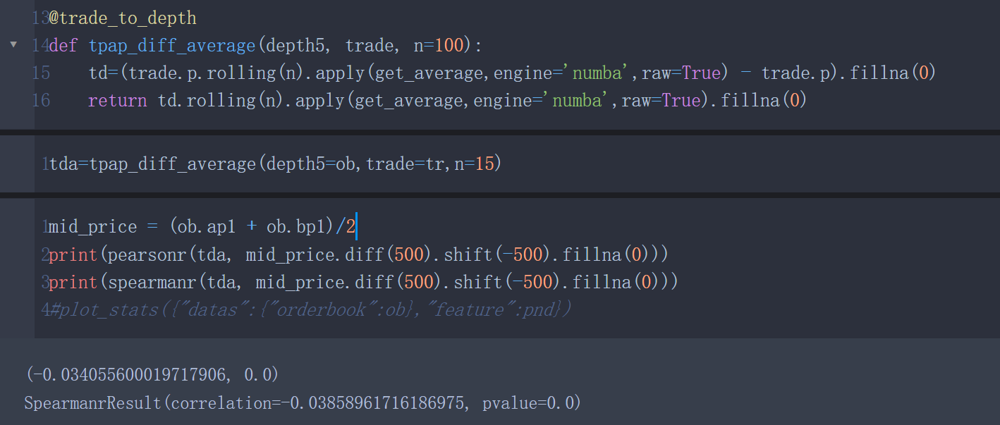 13@trade_to_depth
14def tpap_diff_average(depth5, trade, n=100):
15 td=(trade.p.rolling(n).apply(get_average,engine='numba',raw=True) - trade.p).fillna(0)
16 return td.rolling(n).apply(get_average,engine='numba',raw=True).fillna(0)
1tda=tpap_diff_average(depth5=ob,trade=tr,n=15)
1mid_price = (ob.ap1 + ob.bp1)/2
2print(pearsonr(tda, mid_price.diff(500).shift(-500).fillna(0)))
3print(spearmanr(tda, mid_price.diff(500).shift(-500).fillna(0)))
4#plot_stats({"datas":{"orderbook":ob},"feature":pnd})
(-0.034055600019717906, 0.0)
SpearmanrResult(correlation=-0.03858961716186975, pvalue=0.0)